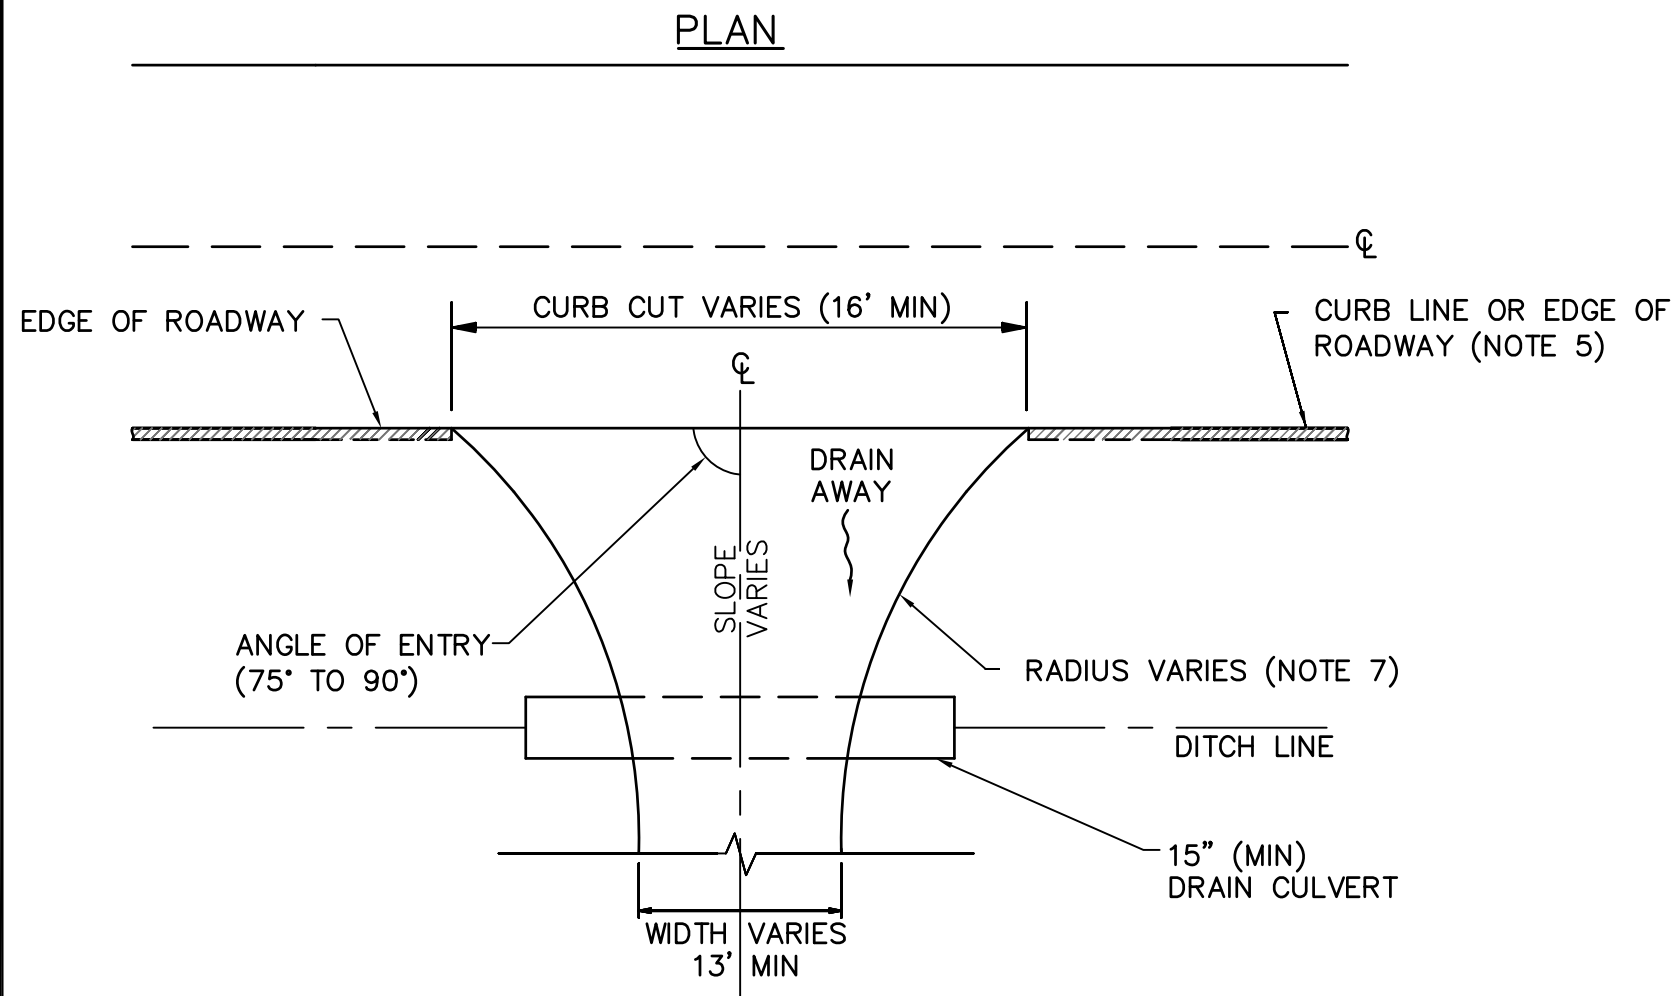 PLAN
℄
CURB CUT VARIES (16' MIN)
EDGE OF ROADWAY
CURB LINE OR EDGE OF
ROADWAY (NOTE 5)
℄
DRAIN
AWAY
SLOPE
VARIES
ANGLE OF ENTRY
(75° TO 90°)
RADIUS VARIES (NOTE 7)
DITCH LINE
15" (MIN)
DRAIN CULVERT
WIDTH VARIES
13' MIN